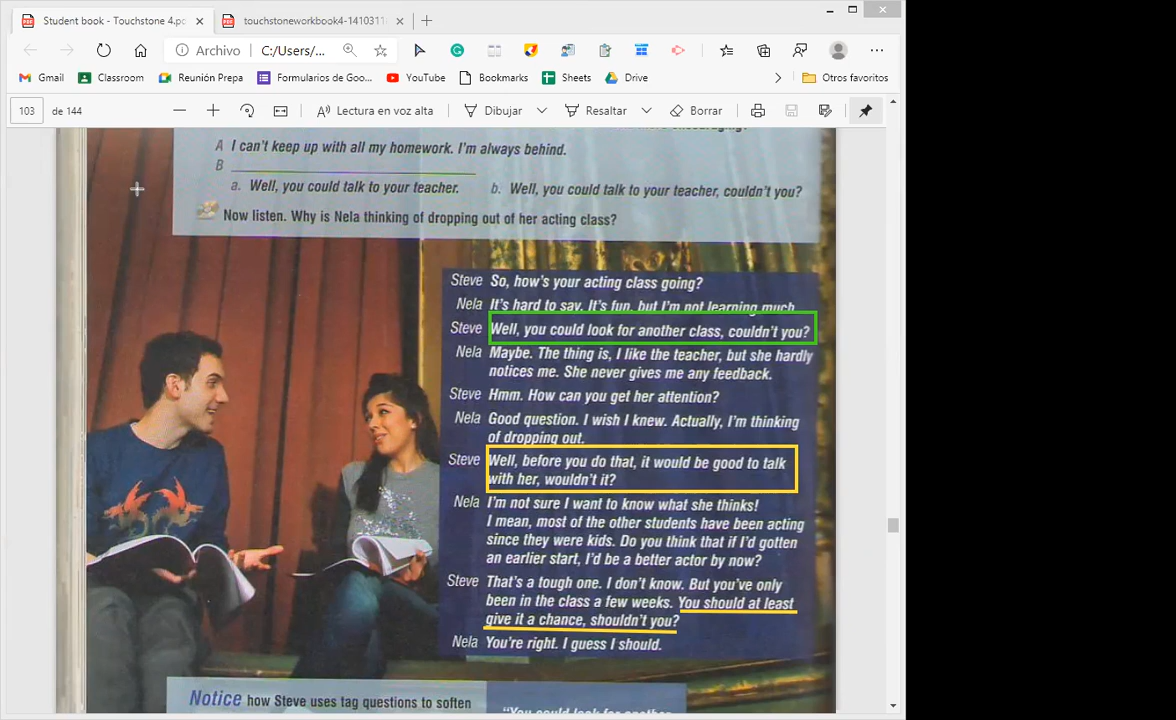 Student book - Touchstone 4.pd
touchstoneworkbook4-1410311
Archivo C:/Users/...
Gmail Classroom Reunión Prepa Formularios de Goo... YouTube Bookmarks Sheets Drive Otros favoritos
103 de 144 Lectura en voz alta Dibujar Resaltar Borrar
A I can't keep up with all my homework. I'm always behind.
B
a. Well, you could talk to your teacher. b. Well, you could talk to your teacher, couldn't you?
Now listen. Why is Nela thinking of dropping out of her acting class?
Steve So, how's your acting class going?
Nela It's hard to say. It's fun, but I'm not learning much.
Steve Well, you could look for another class, couldn't you?
Nela Maybe. The thing is, I like the teacher, but she hardly
notices me. She never gives me any feedback.
Steve Hmm. How can you get her attention?
Nela Good question. I wish I knew. Actually, I'm thinking
of dropping out.
Steve Well, before you do that, it would be good to talk
with her, wouldn't it?
Nela I'm not sure I want to know what she thinks!
I mean, most of the other students have been acting
since they were kids. Do you think that if I'd gotten
an earlier start, I'd be a better actor by now?
Steve That's a tough one. I don't know. But you've only
been in the class a few weeks. You should at least
give it a chance, shouldn't you?
Nela You're right. I guess I should.
Notice how Steve uses tag questions to soften
"You could look for another